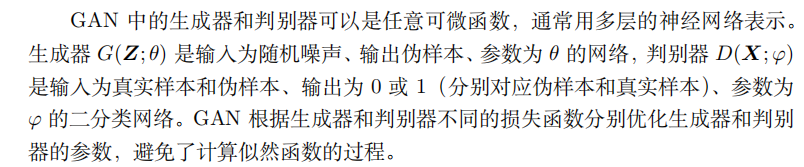 GAN 中的生成器和判别器可以是任意可微函数，通常用多层的神经网络表示。
生成器 G(Z;θ) 是输入为随机噪声、输出伪样本、参数为 θ 的网络，判别器 D(X;φ)
是输入为真实样本和伪样本、输出为 0 或 1（分别对应伪样本和真实样本）、参数为
φ 的二分类网络。GAN 根据生成器和判别器不同的损失函数分别优化生成器和判别
器的参数，避免了计算似然函数的过程。